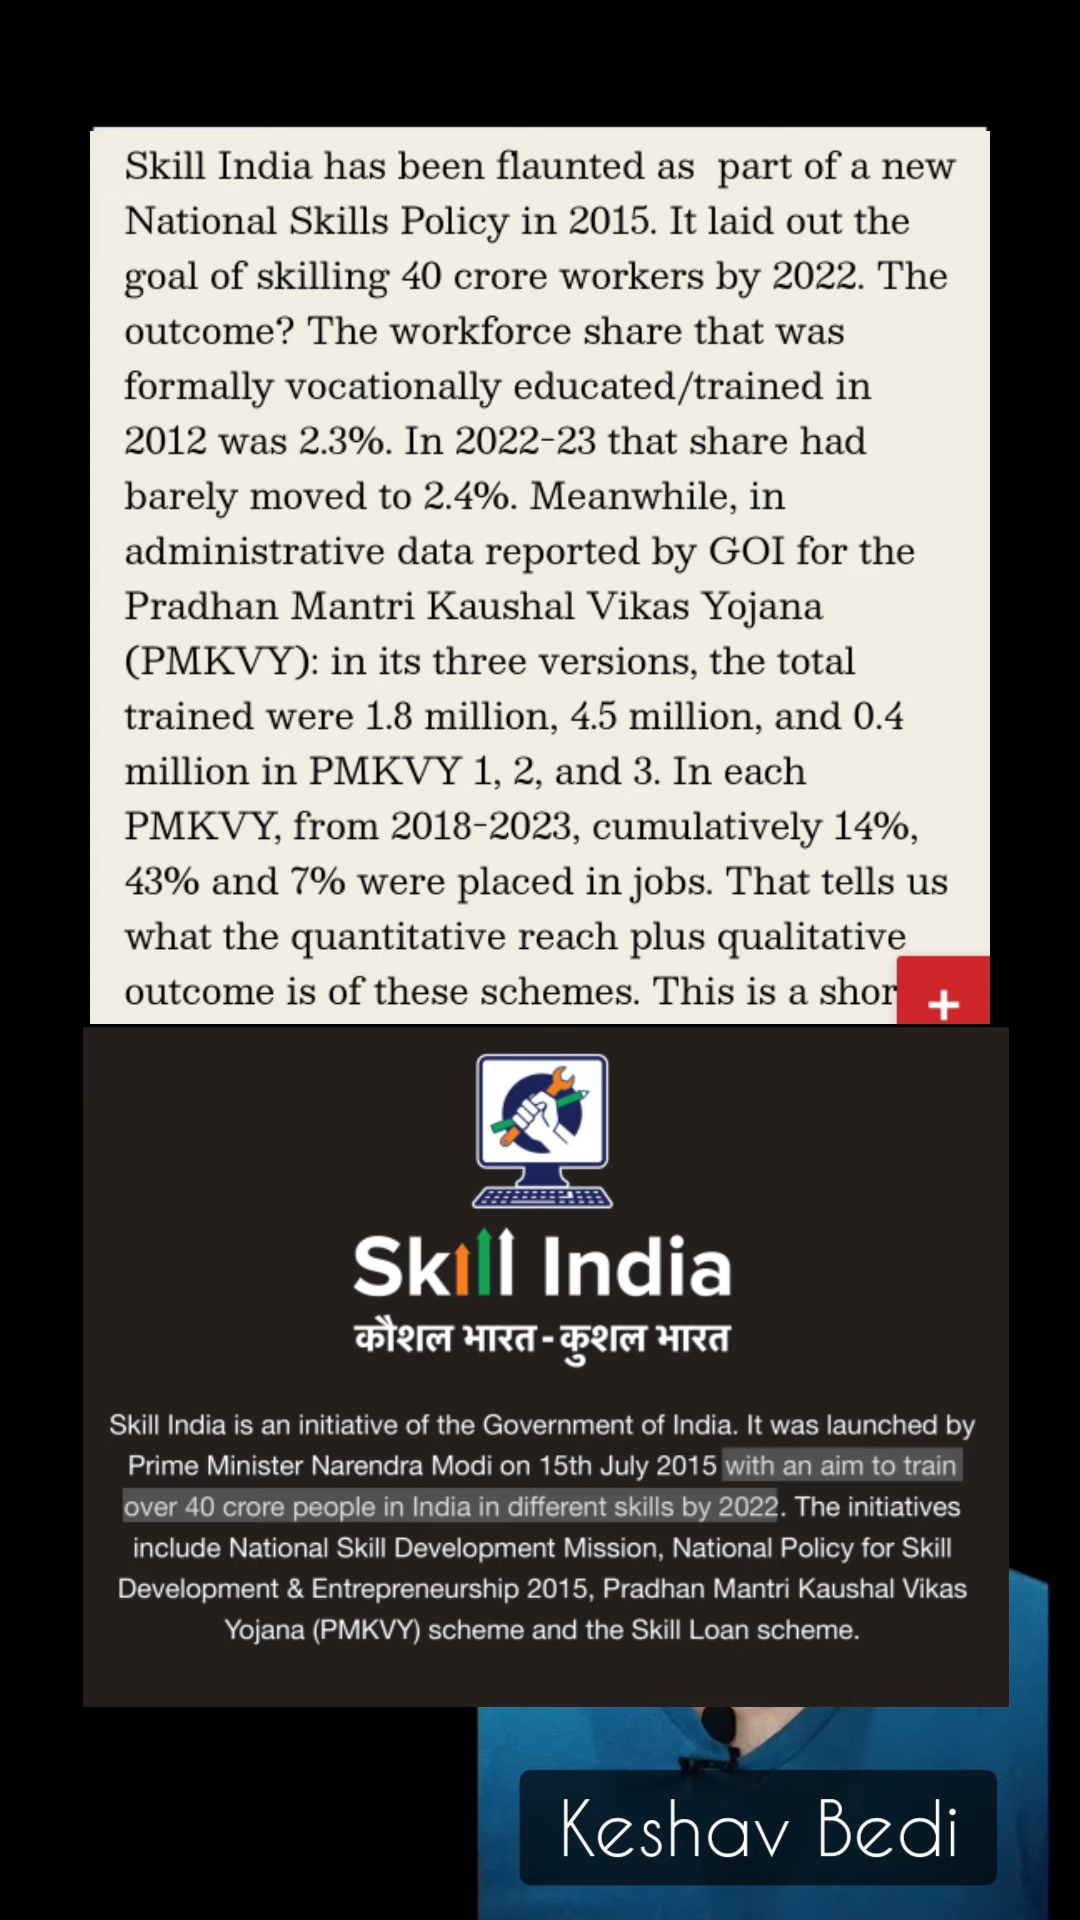 Skill India has been flaunted as part of a new
National Skills Policy in 2015. It laid out the
goal of skilling 40 crore workers by 2022. The
outcome? The workforce share that was
formally vocationally educated/trained in
2012 was 2.3%. In 2022-23 that share had
barely moved to 2.4%. Meanwhile, in
administrative data reported by GOI for the
Pradhan Mantri Kaushal Vikas Yojana
(PMKVY): in its three versions, the total
trained were 1.8 million, 4.5 million, and 0.4
million in PMKVY 1, 2, and 3. In each
PMKVY, from 2018-2023, cumulatively 14%,
43% and 7% were placed in jobs. That tells us
what the quantitative reach plus qualitative
outcome is of these schemes. This is a shor
+
Skill India
कौशल भारत - कुशल भारत
Skill India is an initiative of the Government of India. It was launched by
Prime Minister Narendra Modi on 15th July 2015 with an aim to train
over 40 crore people in India in different skills by 2022. The initiatives
include National Skill Development Mission, National Policy for Skill
Development & Entrepreneurship 2015, Pradhan Mantri Kaushal Vikas
Yojana (PMKVY) scheme and the Skill Loan scheme.
Keshav Bedi